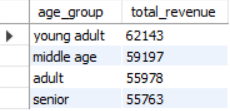 age_group total_revenue
young adult 62143
middle age 59197
adult 55978
senior 55763